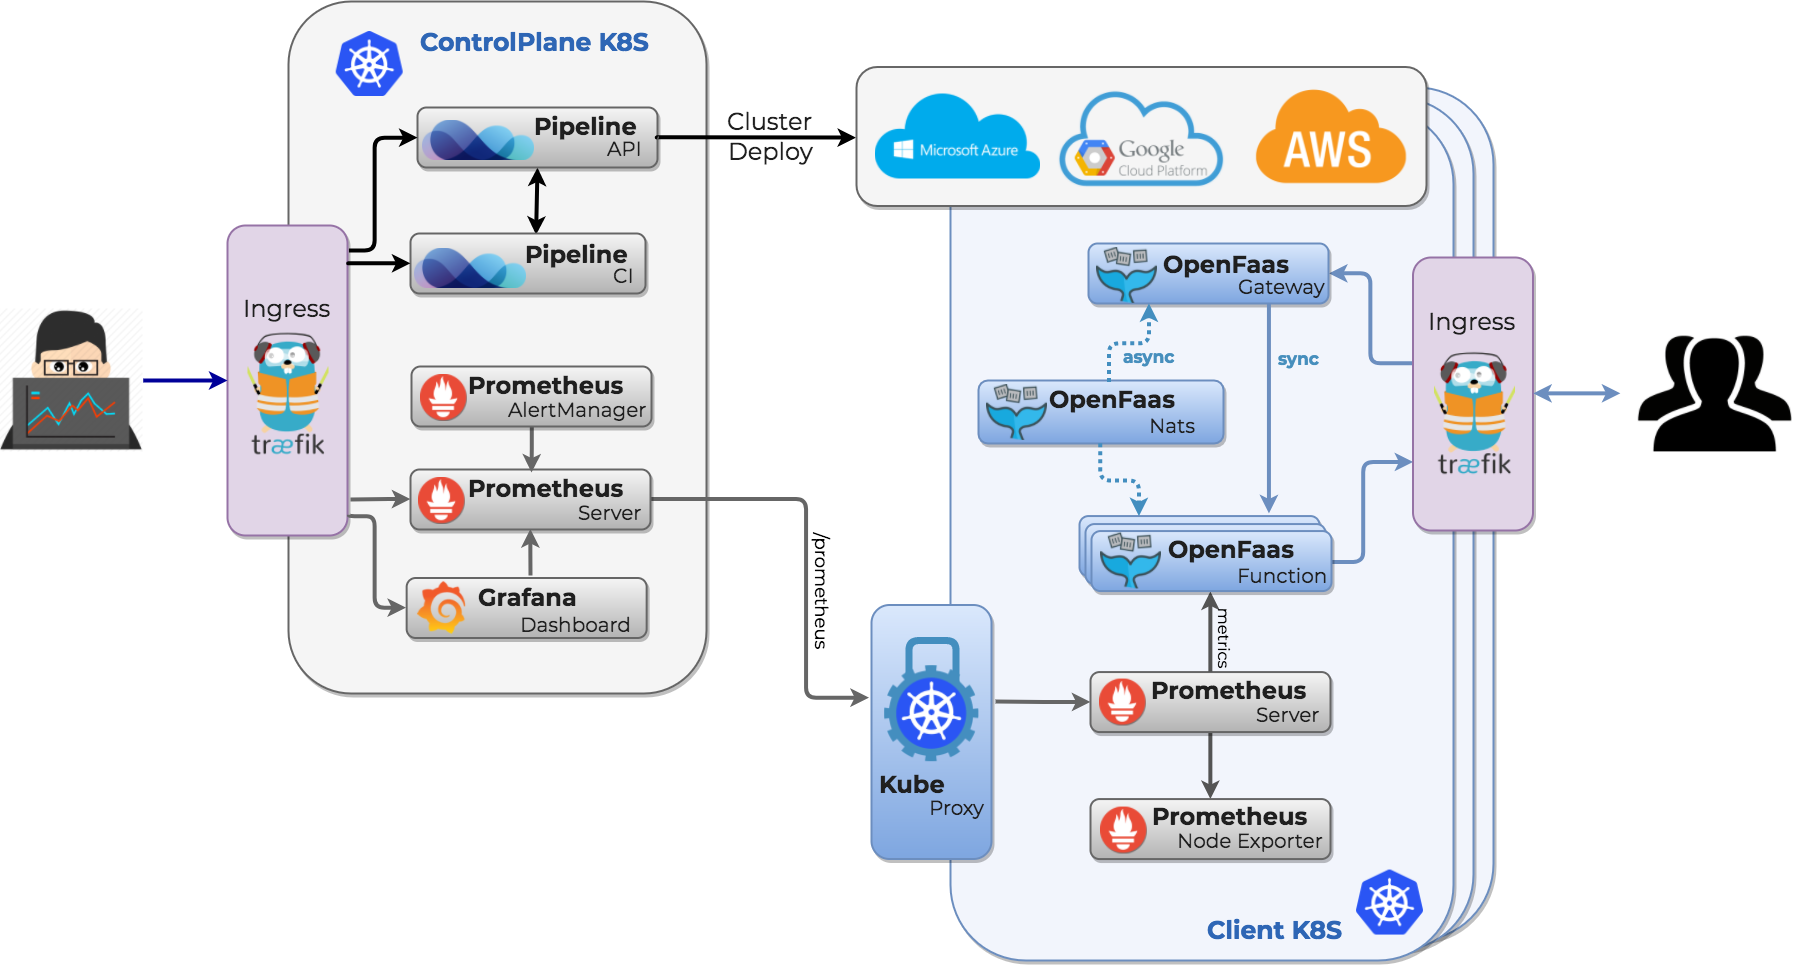 ControlPlane K8S
Pipeline
API
Cluster
Deploy
Microsoft Azure
Google
Cloud Platform
AWS
Pipeline
CI
Ingress
træfik
Prometheus
AlertManager
Prometheus
Server
Grafana
Dashboard
/prometheus
OpenFaas
Gateway
async
sync
OpenFaas
Nats
OpenFaas
Function
Ingress
træfik
metrics
Kube
Proxy
Prometheus
Server
Prometheus
Node Exporter
Client K8S